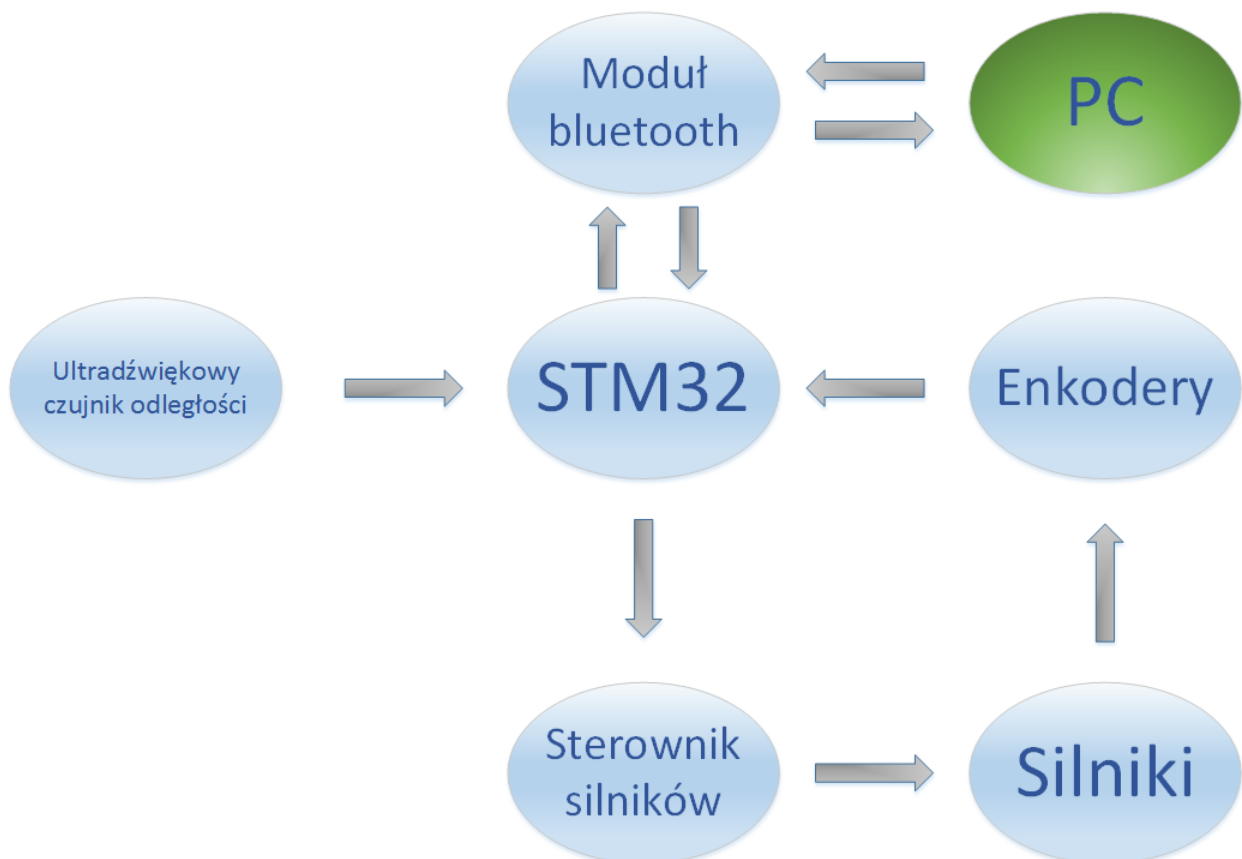 Moduł
bluetooth
PC
Ultradźwiękowy
czujnik odległości
STM32
Enkodery
Sterownik
silników
Silniki